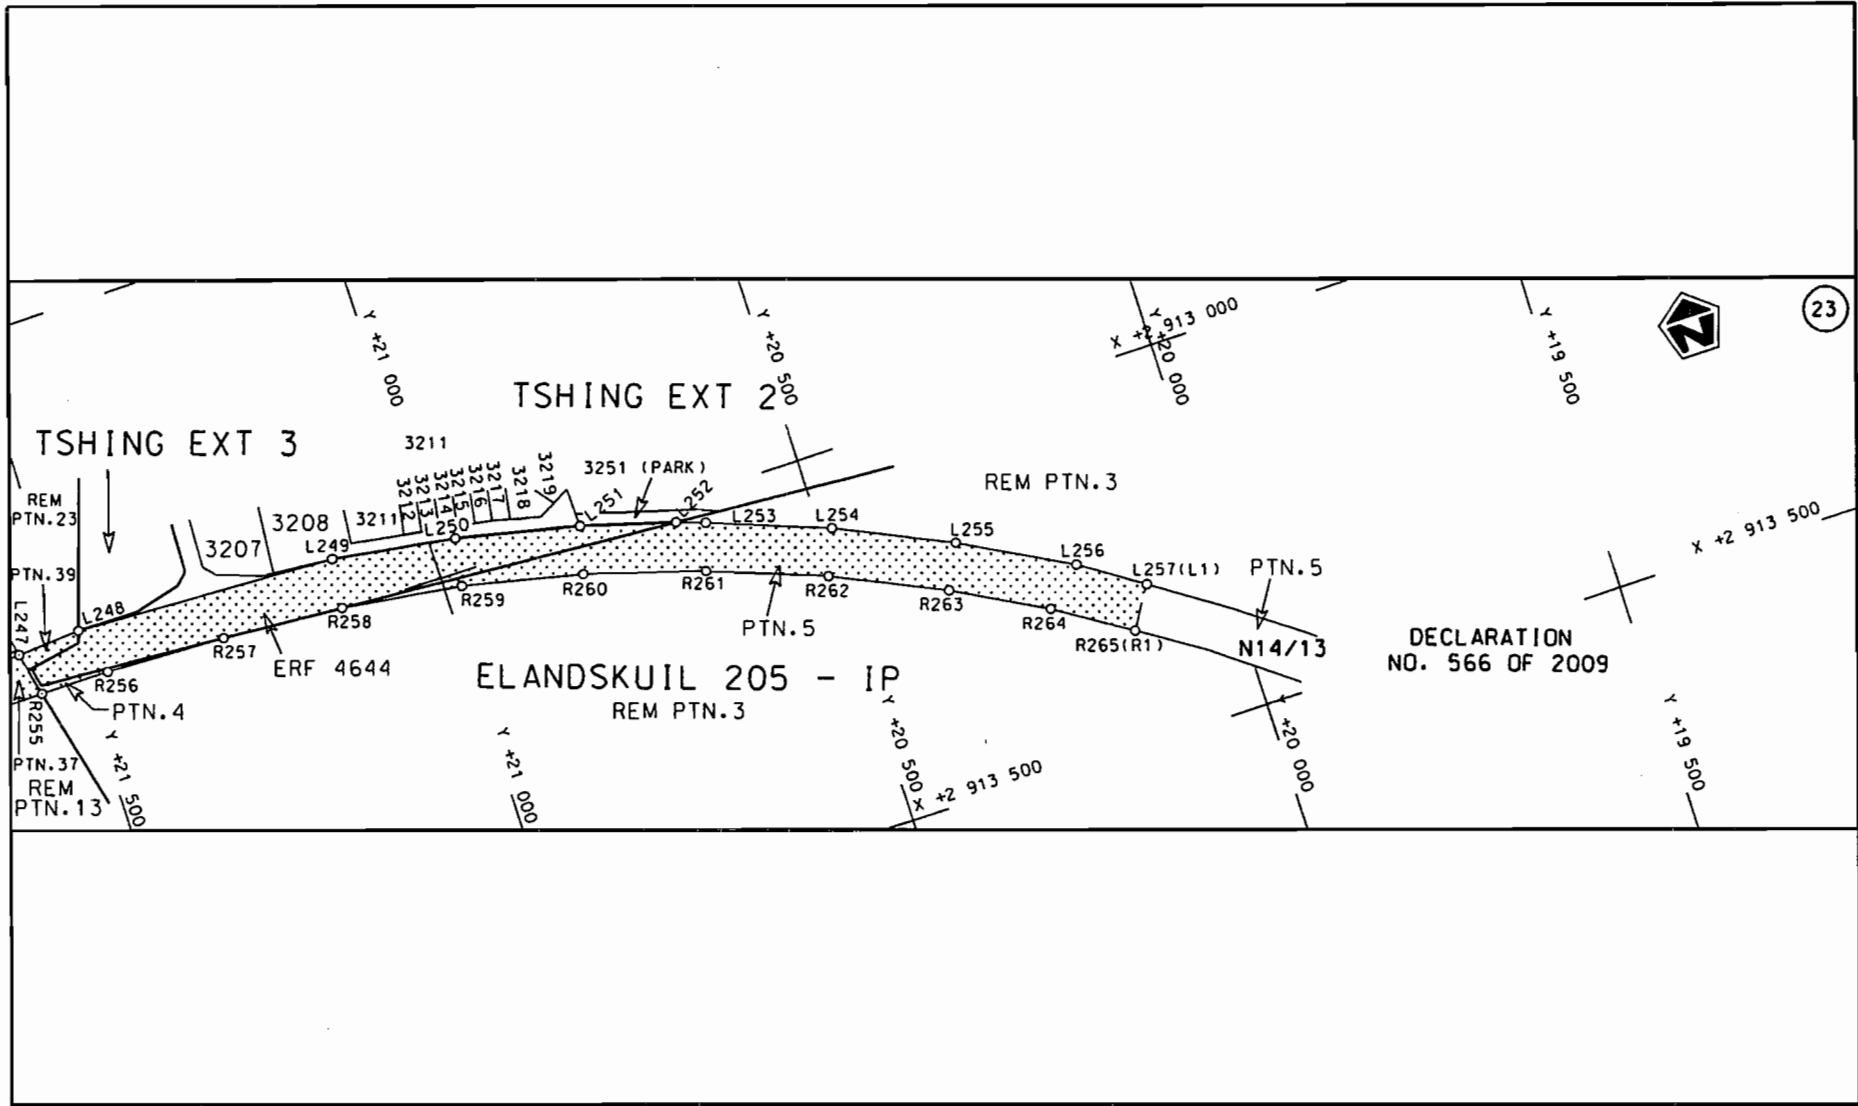 23
Y +21 000
Y +20 500
Y +20 000
X +2 913 000
Y +19 500
N
TSHING EXT 2
TSHING EXT 3
3211
3251 (PARK)
REM PTN.3
REM
PTN.23
3207
3208
3211
3212
3213
3214
3215
3216
3217
3218
3219
L247
L248
L249
L250
L251
L252
L253
L254
L255
L256
L257(L1)
PTN.5
X +2 913 500
PTN.39
R255
R256
R257
R258
R259
R260
R261
R262
R263
R264
R265(R1)
N14/13
DECLARATION
NO. 566 OF 2009
PTN.5
ERF 4644
ELANDSKUIL 205 - IP
REM PTN.3
PTN.4
PTN.37
REM
PTN.13
Y +21 500
Y +21 000
Y +20 500
X +2 913 500
+20 000
Y +19 500